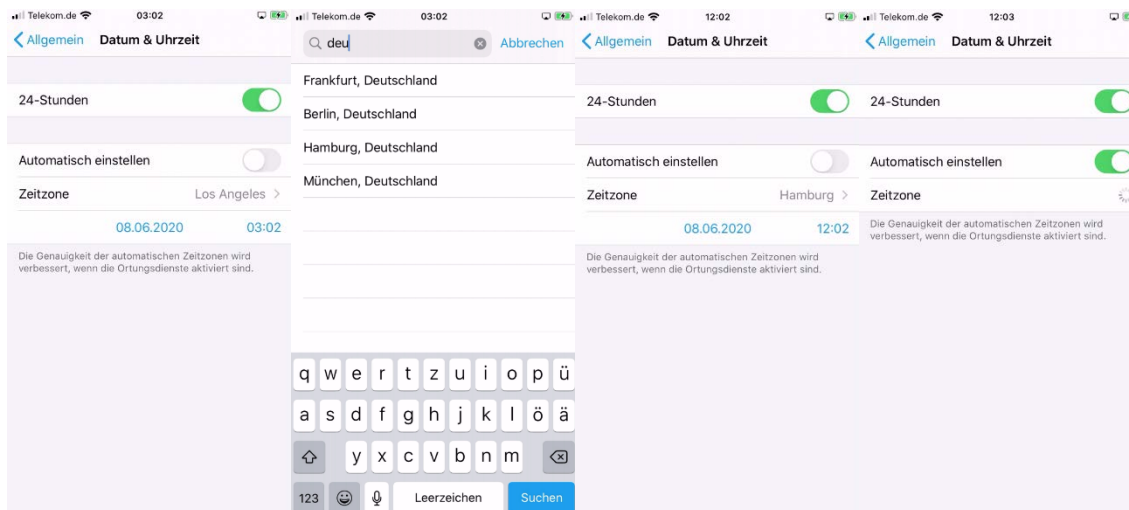 Telekom.de 03:02
Allgemein Datum & Uhrzeit
24-Stunden
Automatisch einstellen
Zeitzone Los Angeles
08.06.2020 03:02
Die Genauigkeit der automatischen Zeitzonen wird
verbessert, wenn die Ortungsdienste aktiviert sind.
Telekom.de 03:02
deu Abbrechen
Frankfurt, Deutschland
Berlin, Deutschland
Hamburg, Deutschland
München, Deutschland
q w e r t z u i o p ü
a s d f g h j k l ö ä
y x c v b n m
123 Leerzeichen Suchen
Telekom.de 12:02
Allgemein Datum & Uhrzeit
24-Stunden
Automatisch einstellen
Zeitzone Hamburg
08.06.2020 12:02
Die Genauigkeit der automatischen Zeitzonen wird
verbessert, wenn die Ortungsdienste aktiviert sind.
Telekom.de 12:03
Allgemein Datum & Uhrzeit
24-Stunden
Automatisch einstellen
Zeitzone
Die Genauigkeit der automatischen Zeitzonen wird
verbessert, wenn die Ortungsdienste aktiviert sind.